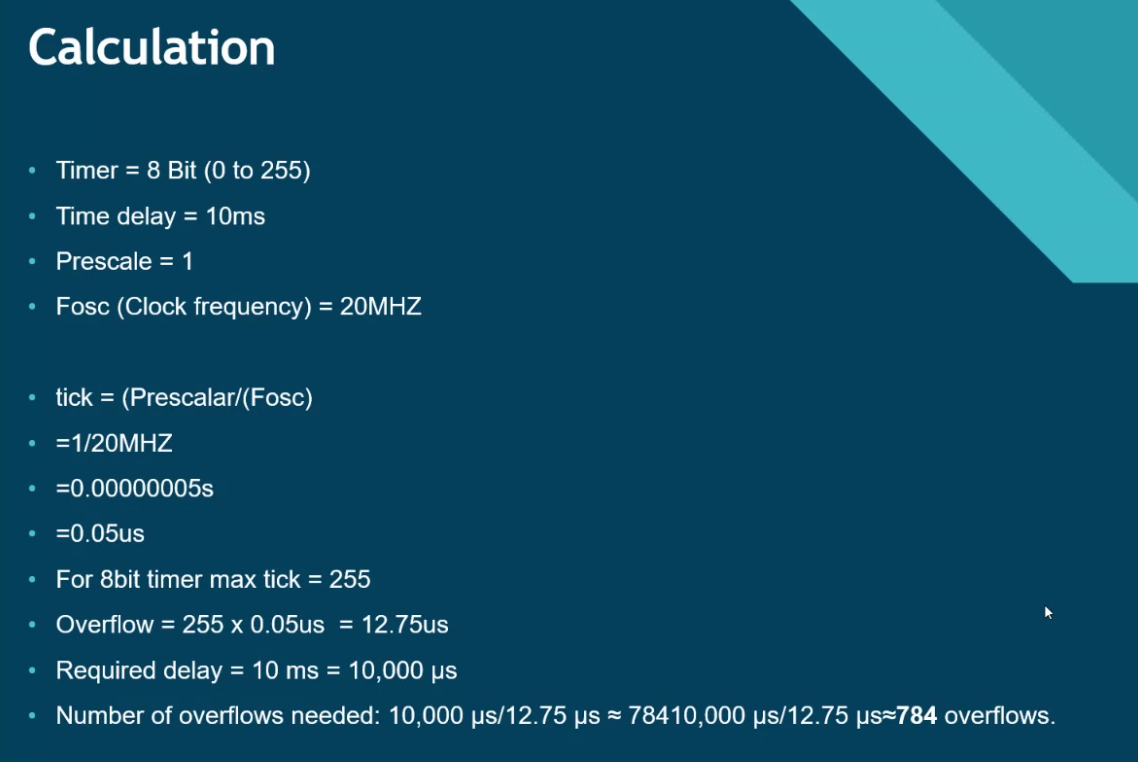 Calculation
• Timer = 8 Bit (0 to 255)
• Time delay = 10ms
• Prescale = 1
• Fosc (Clock frequency) = 20MHZ
• tick = (Prescalar/(Fosc)
• =1/20MHZ
• =0.00000005s
• =0.05us
• For 8bit timer max tick = 255
• Overflow = 255 x 0.05us  = 12.75us
• Required delay = 10 ms = 10,000 μs
• Number of overflows needed: 10,000 μs/12.75 μs ≈ 78410,000 μs/12.75 μs≈784 overflows.